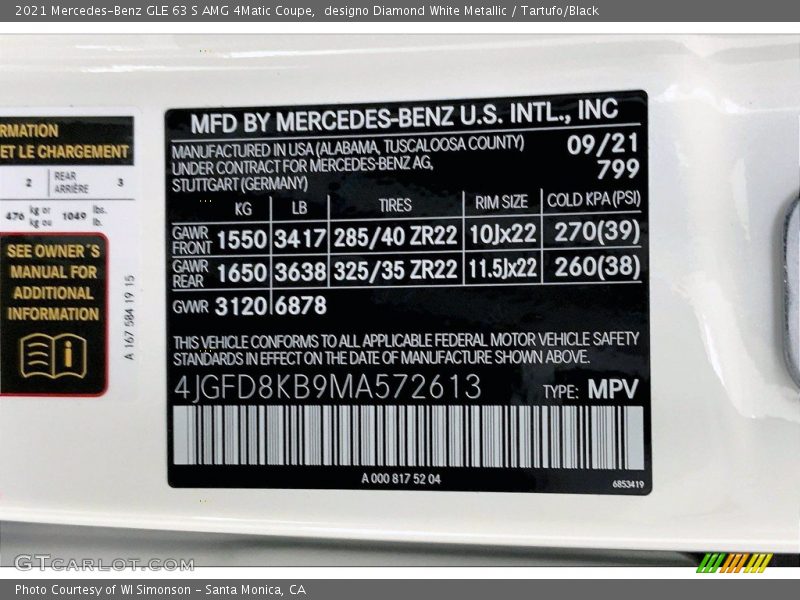 2021 Mercedes-Benz GLE 63 S AMG 4Matic Coupe, designo Diamond White Metallic / Tartufo/Black
RMATION
ET LE CHARGEMENT
2 REAR ARRIÈRE 3
476 kg or kg ou 1049 lbs. lb.
SEE OWNER'S
MANUAL FOR
ADDITIONAL
INFORMATION
A 167 584 19 15
MFD BY MERCEDES-BENZ U.S. INTL., INC
MANUFACTURED IN USA (ALABAMA, TUSCALOOSA COUNTY) 09/21
UNDER CONTRACT FOR MERCEDES-BENZ AG, 799
STUTTGART (GERMANY)
KG LB TIRES RIM SIZE COLD KPA (PSI)
GAWR FRONT 1550 3417 285/40 ZR22 10Jx22 270(39)
GAWR REAR 1650 3638 325/35 ZR22 11.5Jx22 260(38)
GVWR 3120 6878
THIS VEHICLE CONFORMS TO ALL APPLICABLE FEDERAL MOTOR VEHICLE SAFETY
STANDARDS IN EFFECT ON THE DATE OF MANUFACTURE SHOWN ABOVE.
4JGFD8KB9MA572613 TYPE: MPV
A 000 817 52 04
6853419
GTCarLot.com
Photo Courtesy of WI Simonson - Santa Monica, CA